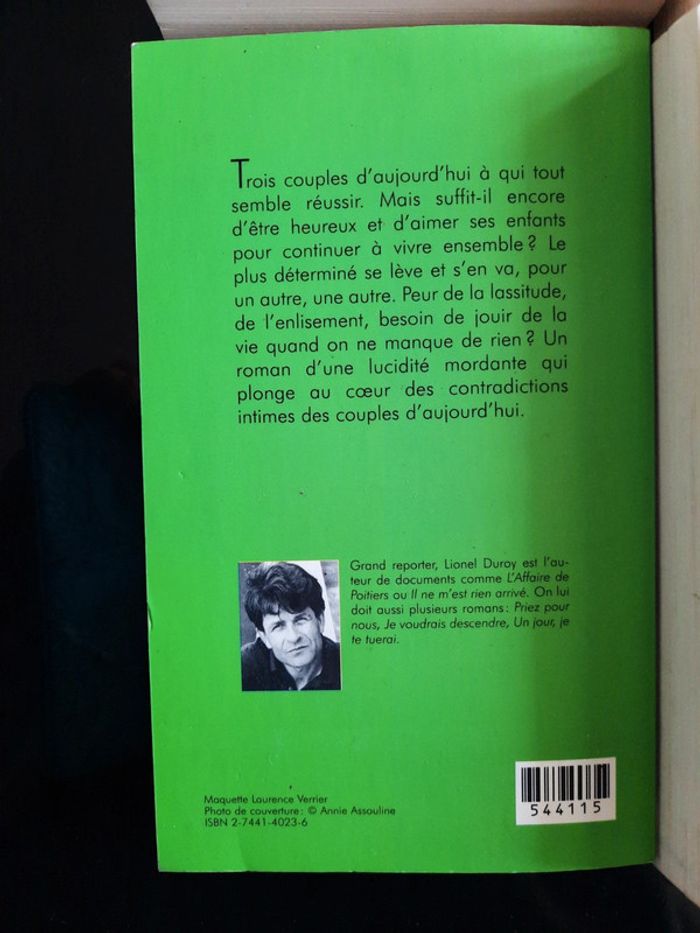 Trois couples d'aujourd'hui à qui tout
semble réussir. Mais suffit-il encore
d'être heureux et d'aimer ses enfants
pour continuer à vivre ensemble ? Le
plus déterminé se lève et s'en va, pour
un autre, une autre. Peur de la lassitude,
de l'enlisement, besoin de jouir de la
vie quand on ne manque de rien ? Un
roman d'une lucidité mordante qui
plonge au cœur des contradictions
intimes des couples d'aujourd'hui.
Grand reporter, Lionel Duroy est l'au-
teur de documents comme L'Affaire de
Poitiers ou Il ne m'est rien arrivé. On lui
doit aussi plusieurs romans : Priez pour
nous, Je voudrais descendre, Un jour, je
te tuerai.
Maquette Laurence Verrier
Photo de couverture : © Annie Assouline
ISBN 2-7441-4023-6
544115